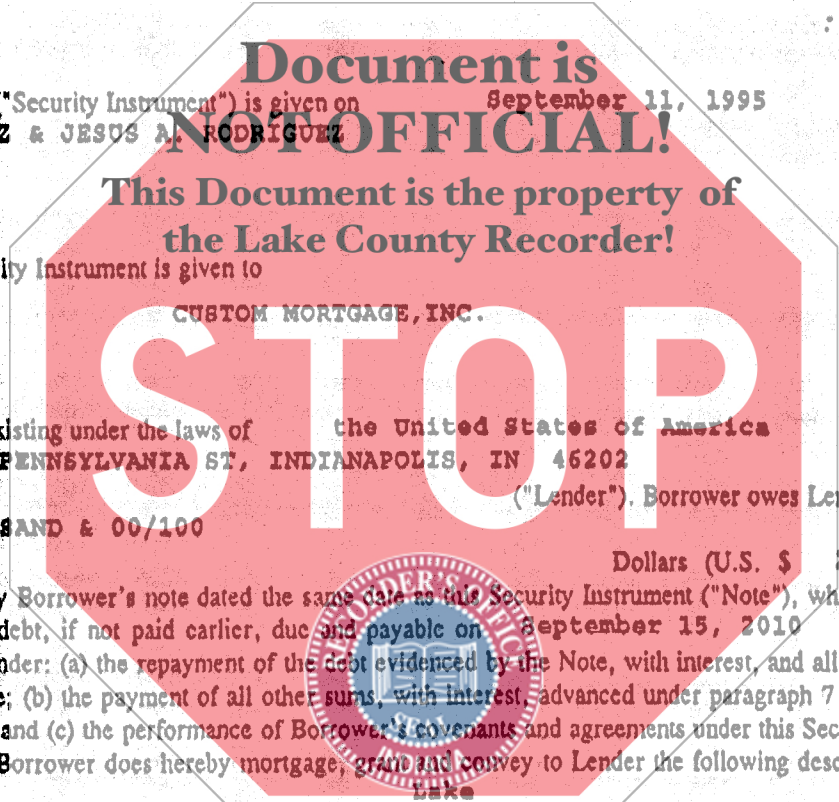 Document is
("Security Instrument") is given on September 11, 1995
Z & JESUS A. RODRIGUEZ
NOT OFFICIAL!
This Document is the property of
the Lake County Recorder!
ity Instrument is given to
CUSTOM MORTGAGE, INC.
STOP
xisting under the laws of the United States of America
PENNSYLVANIA ST, INDIANAPOLIS, IN 46202
("Lender"). Borrower owes Len
SAND & 00/100
Dollars (U.S. $
y Borrower's note dated the same date as this Security Instrument ("Note"), wh
debt, if not paid earlier, due and payable on September 15, 2010
nder: (a) the repayment of the debt evidenced by the Note, with interest, and all
e; (b) the payment of all other sums, with interest, advanced under paragraph 7
and (c) the performance of Borrower's covenants and agreements under this Sec
Borrower does hereby mortgage, grant and convey to Lender the following desc
Lake
RECORDER'S OFFICE
SEAL